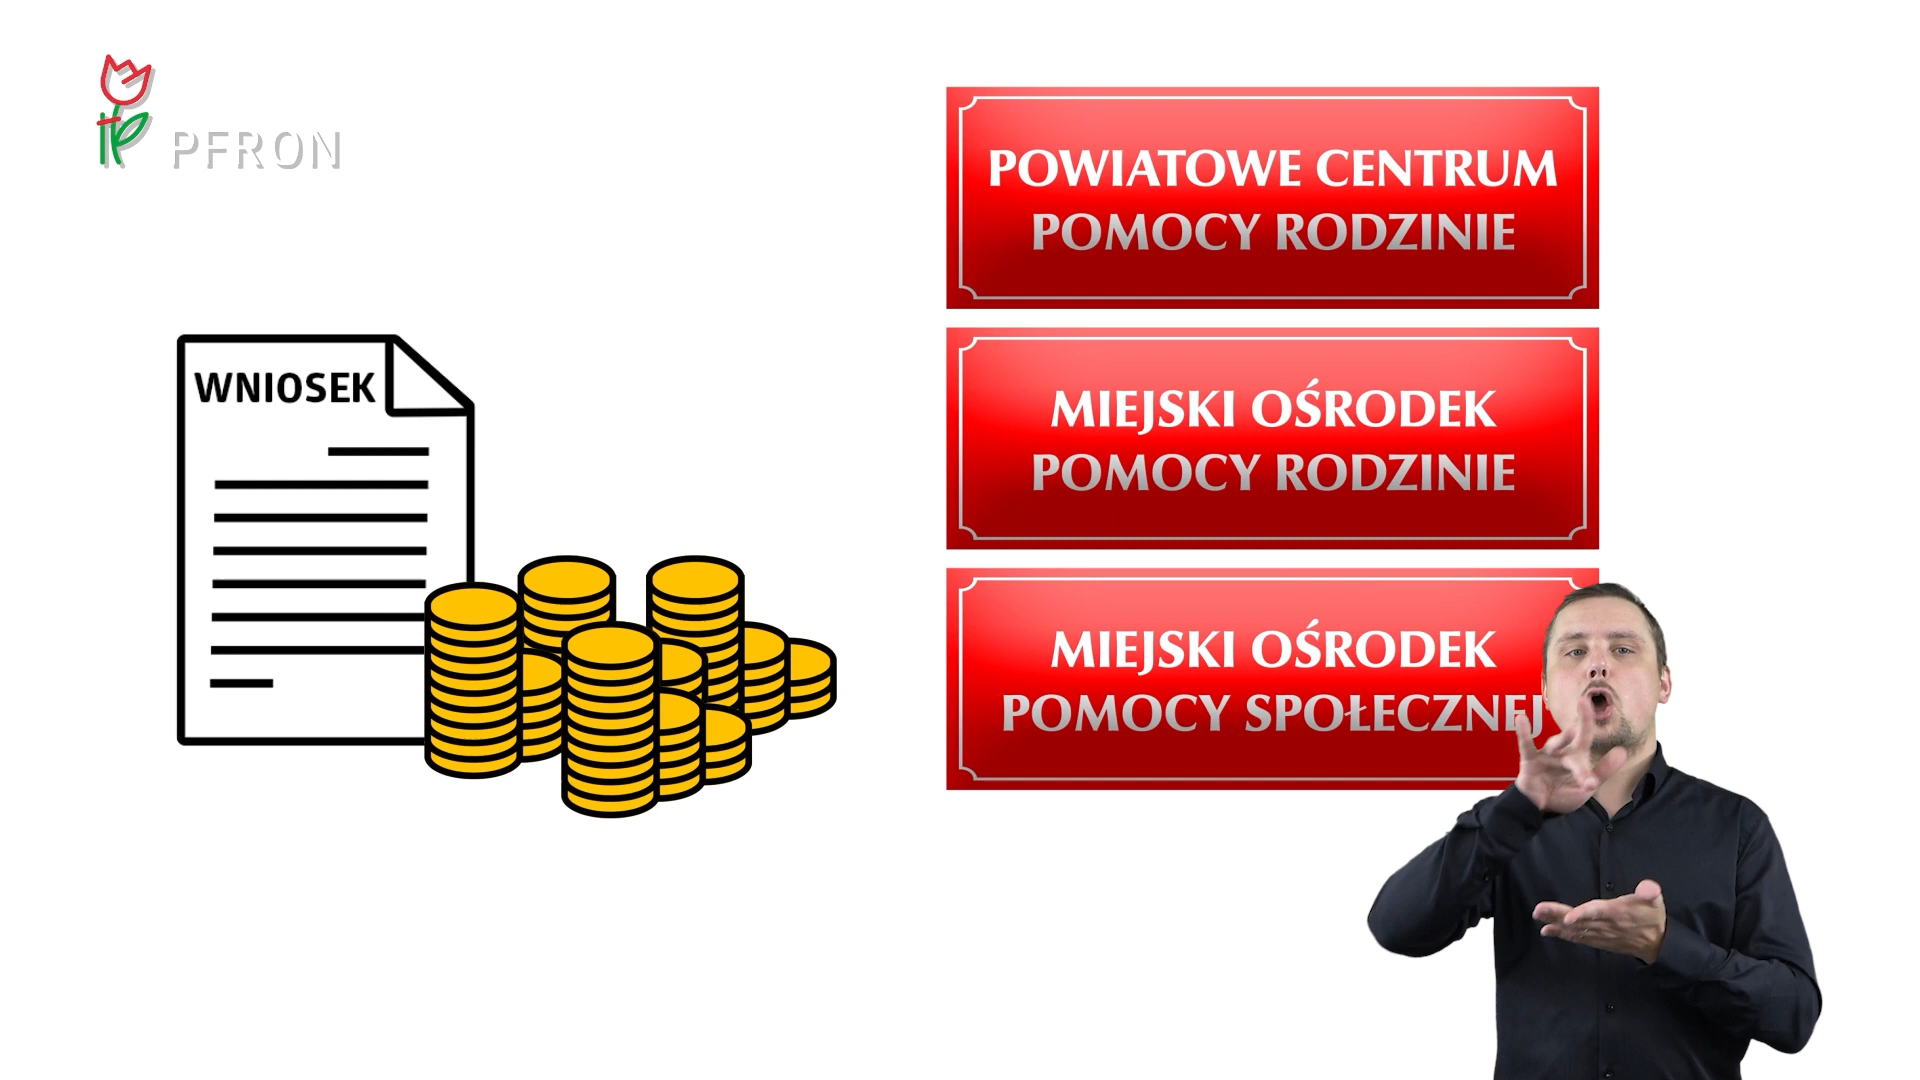 PFRON
WNIOSEK
POWIATOWE CENTRUM
POMOCY RODZINIE
MIEJSKI OŚRODEK
POMOCY RODZINIE
MIEJSKI OŚRODEK
POMOCY SPOŁECZNEJ